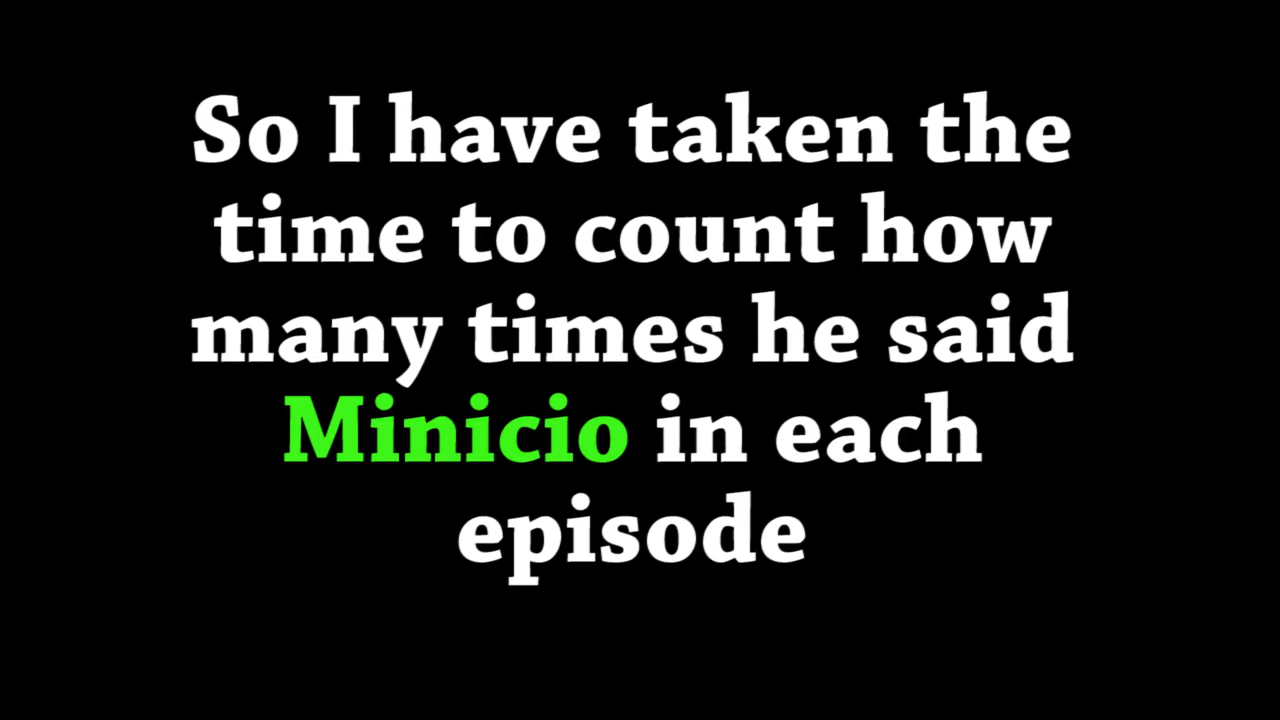 So I have taken the
time to count how
many times he said
Minicio in each
episode